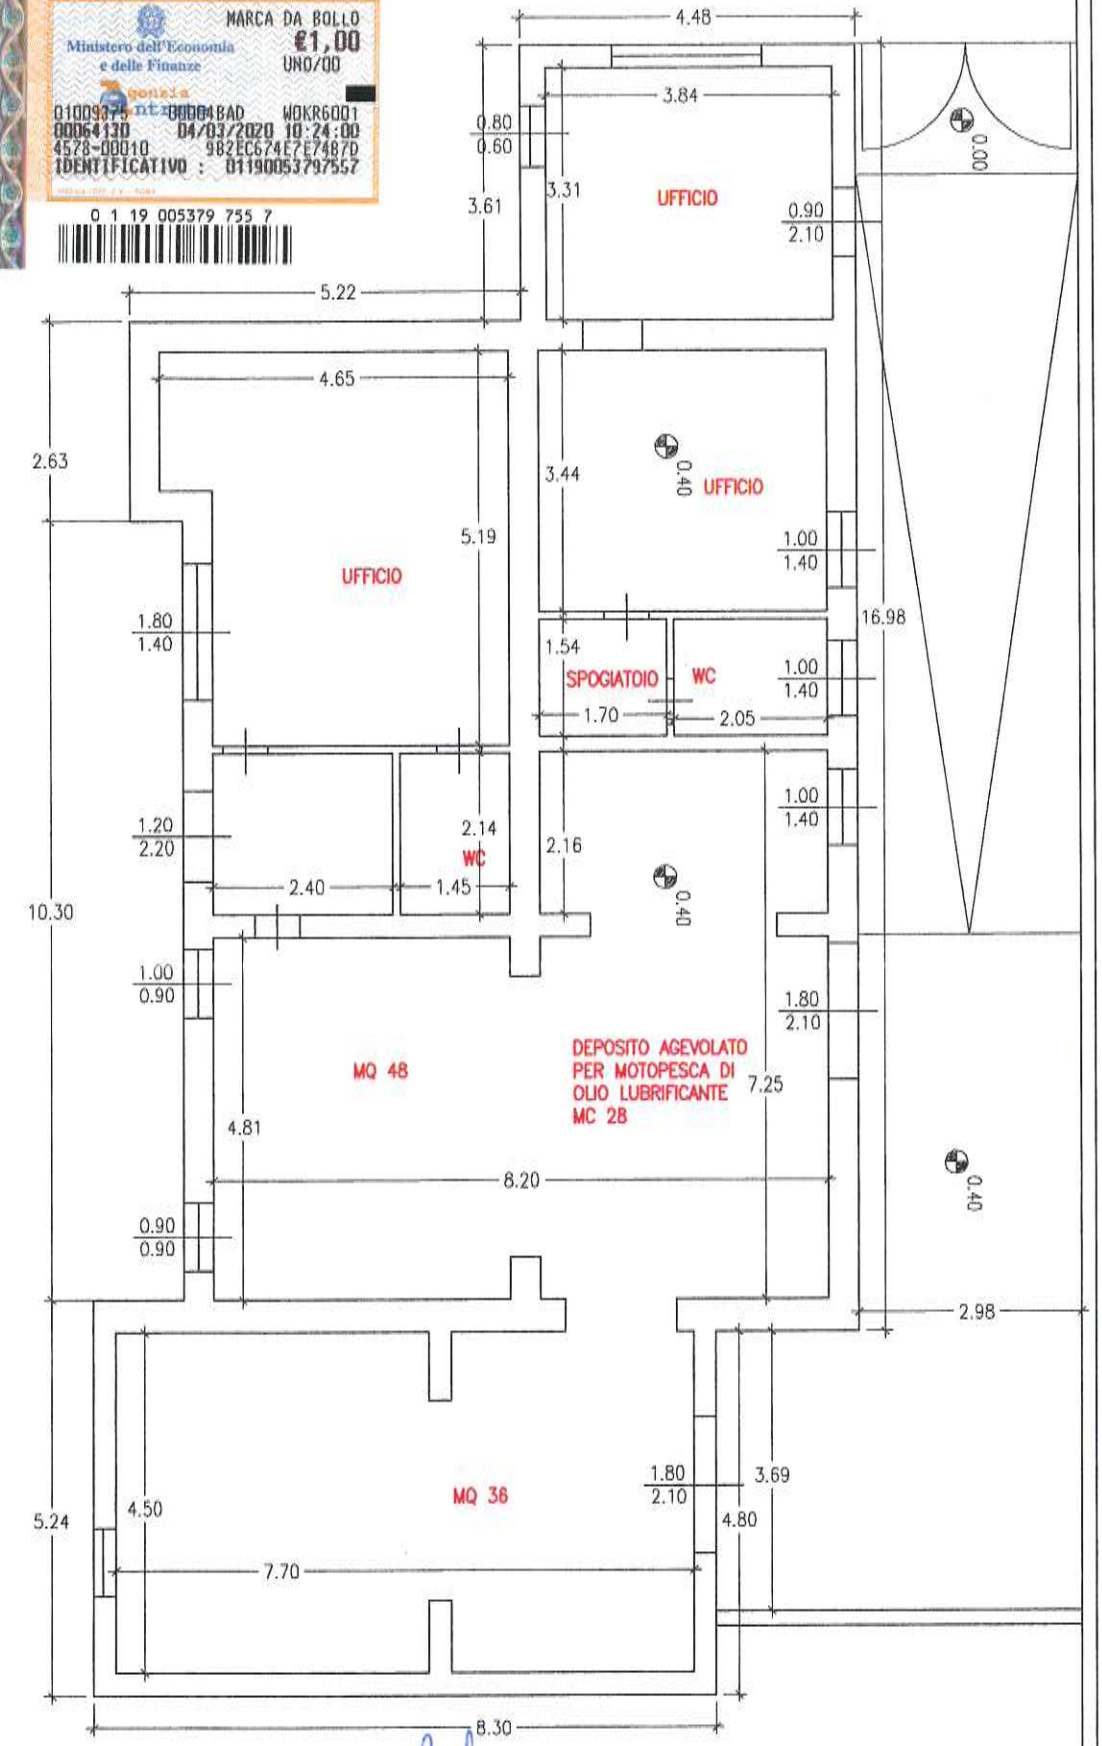 MARCA DA BOLLO
Ministero dell'Economia
e delle Finanze
€1,00
UNO/00
genzia
ntr
01009375 00004BAD W0KR6001
00064130 04/03/2020 10:24:00
4578-00010 982EC674E7E7487D
IDENTIFICATIVO : 01190053797557
0 1 19 005379 755 7
4.48
3.84
0.80
0.60
3.31
3.61
UFFICIO
0.90
2.10
0.00
5.22
4.65
2.63
3.44
0.40
UFFICIO
5.19
1.00
1.40
UFFICIO
1.80
1.40
16.98
1.54
SPOGIATOIO
WC
1.00
1.40
1.70
2.05
1.00
1.40
1.20
2.20
2.14
WC
2.16
2.40
1.45
0.40
10.30
1.00
0.90
1.80
2.10
MQ 48
DEPOSITO AGEVOLATO
PER MOTOPESCA DI
OLIO LUBRIFICANTE
MC 28
7.25
4.81
8.20
0.40
0.90
0.90
2.98
1.80
2.10
3.69
MQ 36
4.50
5.24
4.80
7.70
8.30